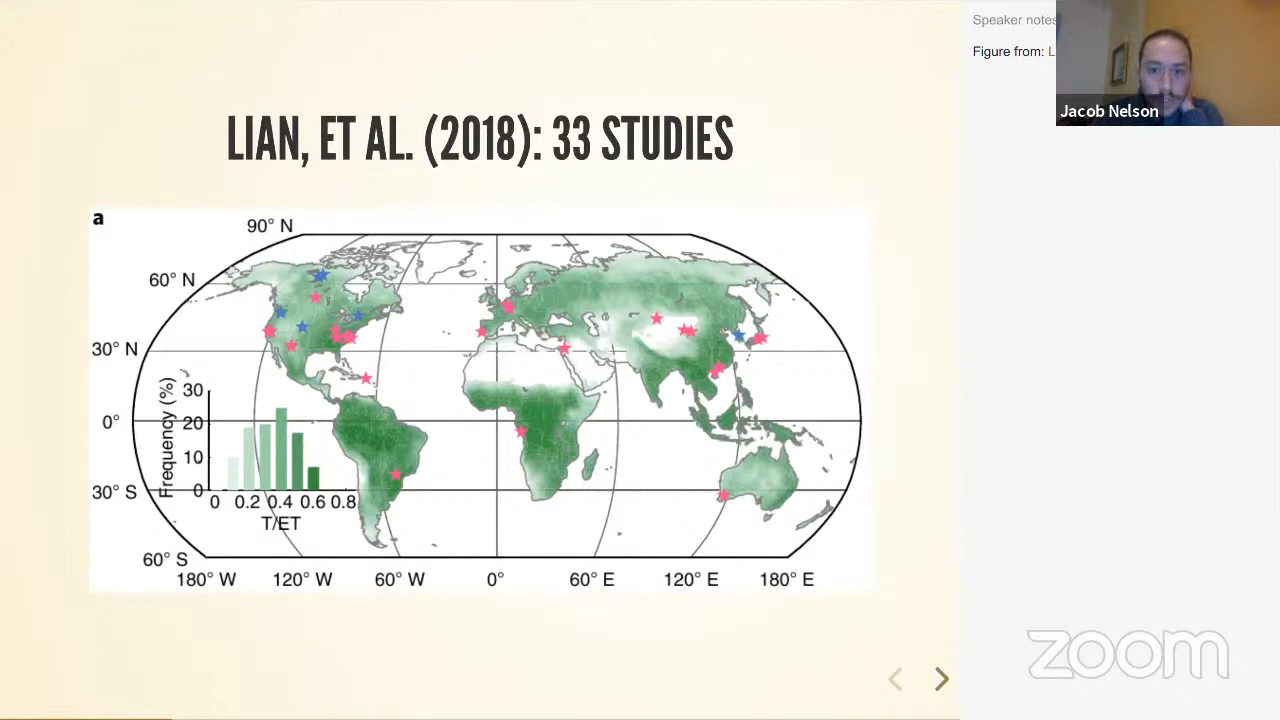 Speaker notes
Figure from: L
Jacob Nelson
LIAN, ET AL. (2018): 33 STUDIES
a
90° N
60° N
30° N
0°
30° S
60° S
Frequency (%)
30
20
10
0
0 0.2 0.4 0.6 0.8
T/ET
180° W 120° W 60° W 0° 60° E 120° E 180° E
zoom